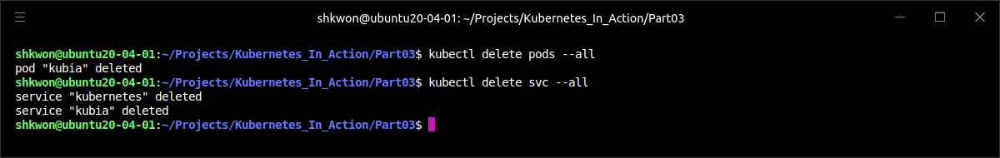 shkwon@ubuntu20-04-01: ~/Projects/Kubernetes_In_Action/Part03
shkwon@ubuntu20-04-01:~/Projects/Kubernetes_In_Action/Part03$ kubectl delete pods --all
pod "kubia" deleted
shkwon@ubuntu20-04-01:~/Projects/Kubernetes_In_Action/Part03$ kubectl delete svc --all
service "kubernetes" deleted
service "kubia" deleted
shkwon@ubuntu20-04-01:~/Projects/Kubernetes_In_Action/Part03$